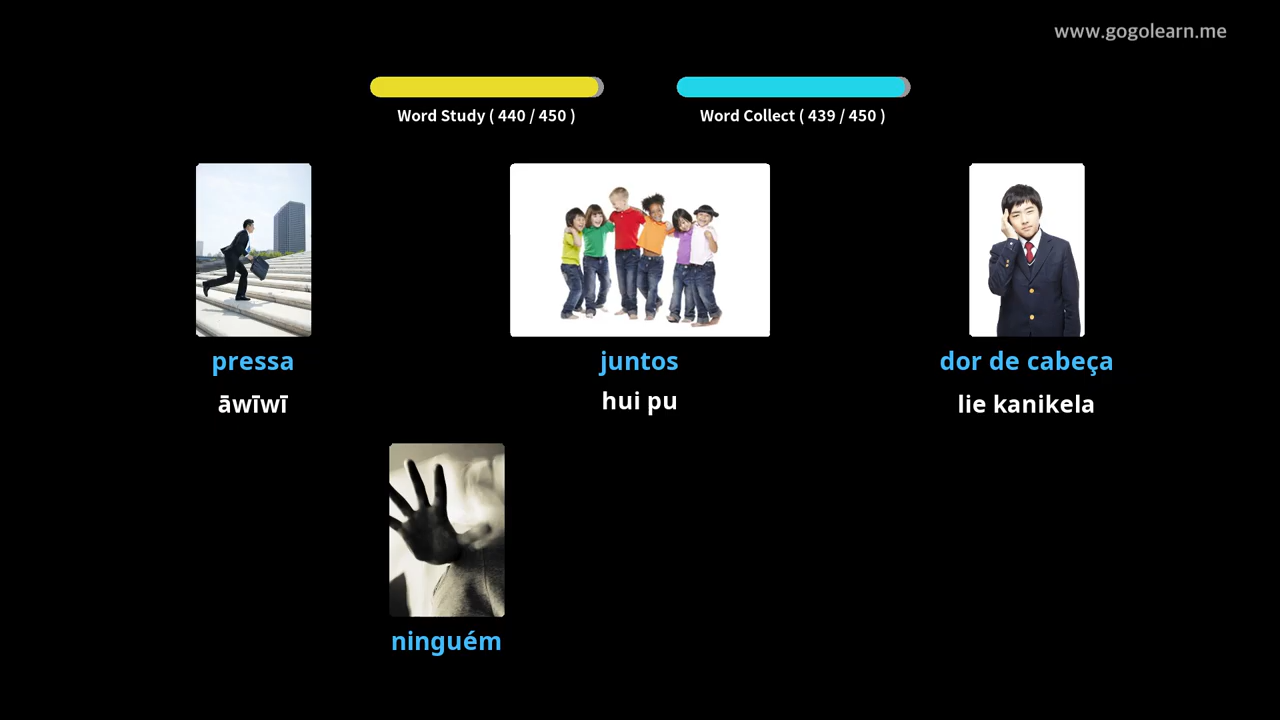 www.gogolearn.me
Word Study ( 440 / 450 )
Word Collect ( 439 / 450 )
pressa
juntos
dor de cabeça
āwīwī
hui pu
lie kanikela
ninguém